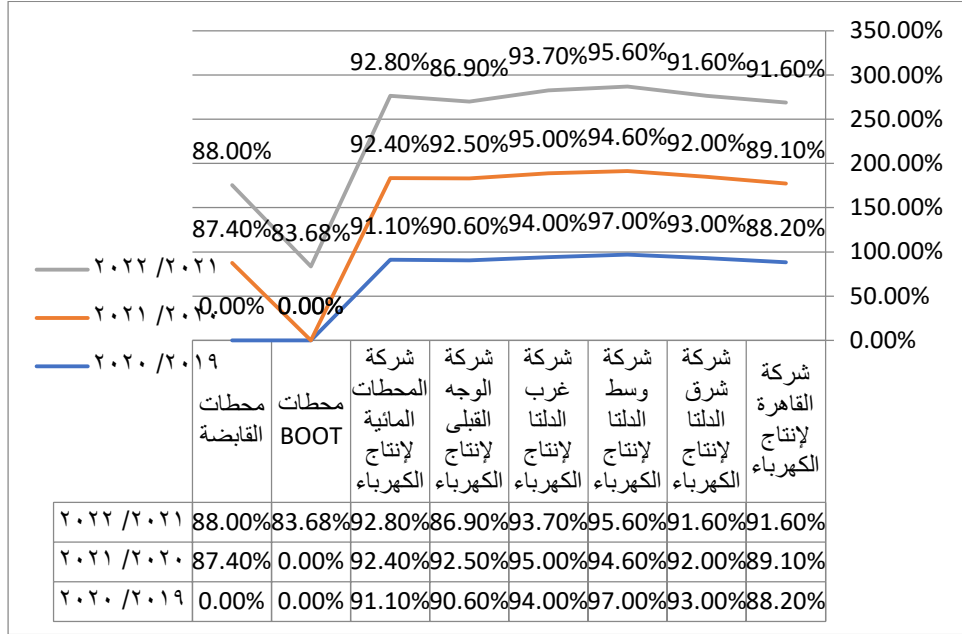 350.00%
300.00%
250.00%
200.00%
150.00%
100.00%
50.00%
0.00%
91.60% 91.60% 95.60% 93.70% 86.90% 92.80% 83.68% 88.00%
89.10% 92.00% 94.60% 95.00% 92.50% 92.40% 0.00% 87.40%
88.20% 93.00% 97.00% 94.00% 90.60% 91.10% 0.00% 0.00%
٢٠٢٢ /٢٠٢١
٢٠٢١ /٢٠٢٠
٢٠٢٠ /٢٠١٩
شركة
القاهرة
لإنتاج
الكهرباء
شركة
شرق
الدلتا
لإنتاج
الكهرباء
شركة
وسط
الدلتا
لإنتاج
الكهرباء
شركة
غرب
الدلتا
لإنتاج
الكهرباء
شركة
الوجه
القبلى
لإنتاج
الكهرباء
شركة
المحطات
المائية
لإنتاج
الكهرباء
محطات
BOOT
محطات
القابضة
٢٠٢٢ /٢٠٢١ 88.00% 83.68% 92.80% 86.90% 93.70% 95.60% 91.60% 91.60%
٢٠٢١ /٢٠٢٠ 87.40% 0.00% 92.40% 92.50% 95.00% 94.60% 92.00% 89.10%
٢٠٢٠ /٢٠١٩ 0.00% 0.00% 91.10% 90.60% 94.00% 97.00% 93.00% 88.20%